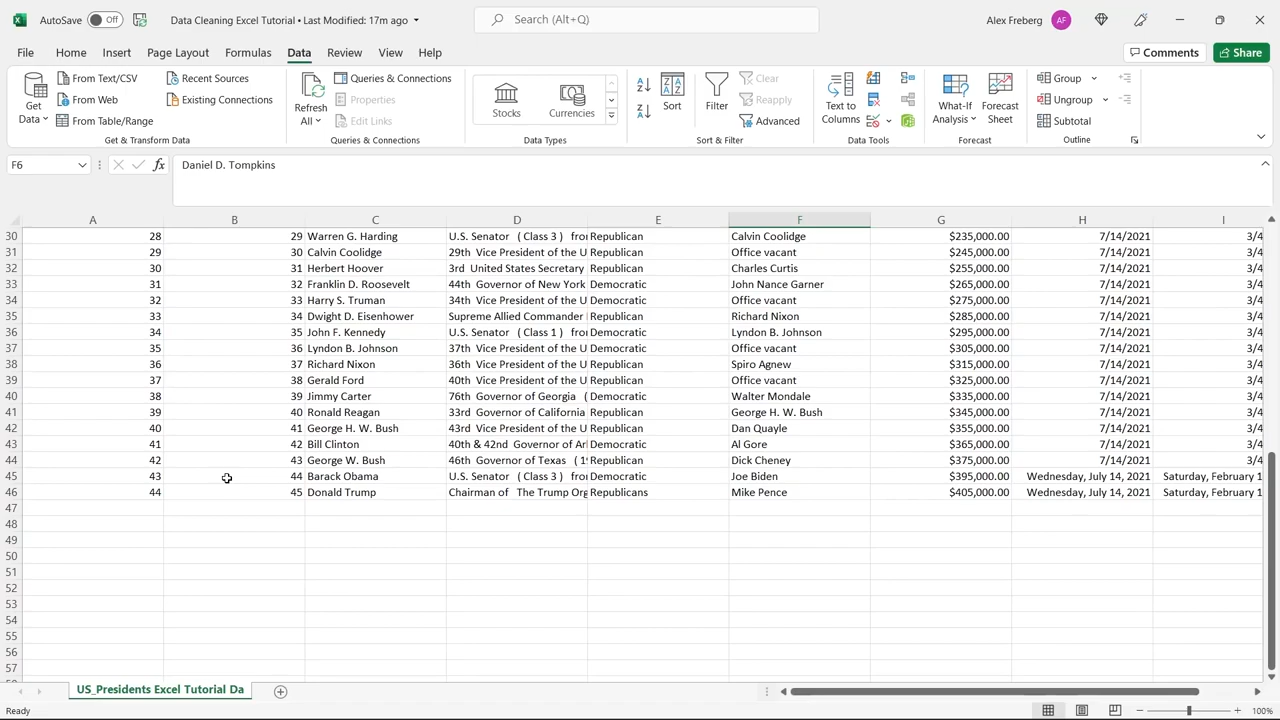 AutoSave Off Data Cleaning Excel Tutorial • Last Modified: 17m ago Search (Alt+Q) Alex Freberg AF
File Home Insert Page Layout Formulas Data Review View Help Comments Share
Get Data From Text/CSV From Web From Table/Range Recent Sources Existing Connections Get & Transform Data
Refresh All Queries & Connections Properties Edit Links Queries & Connections
Stocks Currencies Data Types
Sort Filter Clear Reapply Advanced Sort & Filter
Text to Columns Data Tools
What-If Analysis Forecast Sheet Forecast
Group Ungroup Subtotal Outline
F6 fx Daniel D. Tompkins
A B C D E F G H I
30 28 29 Warren G. Harding U.S. Senator ( Class 3 ) Republican Calvin Coolidge $235,000.00 7/14/2021 3/4
31 29 30 Calvin Coolidge 29th Vice President of the U Republican Office vacant $245,000.00 7/14/2021 3/4
32 30 31 Herbert Hoover 3rd United States Secretary Republican Charles Curtis $255,000.00 7/14/2021 3/4
33 31 32 Franklin D. Roosevelt 44th Governor of New York Democratic John Nance Garner $265,000.00 7/14/2021 3/4
34 32 33 Harry S. Truman 34th Vice President of the U Democratic Office vacant $275,000.00 7/14/2021 3/4
35 33 34 Dwight D. Eisenhower Supreme Allied Commander Republican Richard Nixon $285,000.00 7/14/2021 3/4
36 34 35 John F. Kennedy U.S. Senator ( Class 1 ) Democratic Lyndon B. Johnson $295,000.00 7/14/2021 3/4
37 35 36 Lyndon B. Johnson 37th Vice President of the U Democratic Office vacant $305,000.00 7/14/2021 3/4
38 36 37 Richard Nixon 36th Vice President of the U Republican Spiro Agnew $315,000.00 7/14/2021 3/4
39 37 38 Gerald Ford 40th Vice President of the U Republican Office vacant $325,000.00 7/14/2021 3/4
40 38 39 Jimmy Carter 76th Governor of Georgia ( Democratic Walter Mondale $335,000.00 7/14/2021 3/4
41 39 40 Ronald Reagan 33rd Governor of California Republican George H. W. Bush $345,000.00 7/14/2021 3/4
42 40 41 George H. W. Bush 43rd Vice President of the U Republican Dan Quayle $355,000.00 7/14/2021 3/4
43 41 42 Bill Clinton 40th & 42nd Governor of Ar Democratic Al Gore $365,000.00 7/14/2021 3/4
44 42 43 George W. Bush 46th Governor of Texas ( 19 Republican Dick Cheney $375,000.00 7/14/2021 3/4
45 43 44 Barack Obama U.S. Senator ( Class 3 ) Democratic Joe Biden $395,000.00 Wednesday, July 14, 2021 Saturday, February 1
46 44 45 Donald Trump Chairman of The Trump Org Republicans Mike Pence $405,000.00 Wednesday, July 14, 2021 Saturday, February 1
47
48
49
50
51
52
53
54
55
56
57
US_Presidents Excel Tutorial Da
Ready 100%